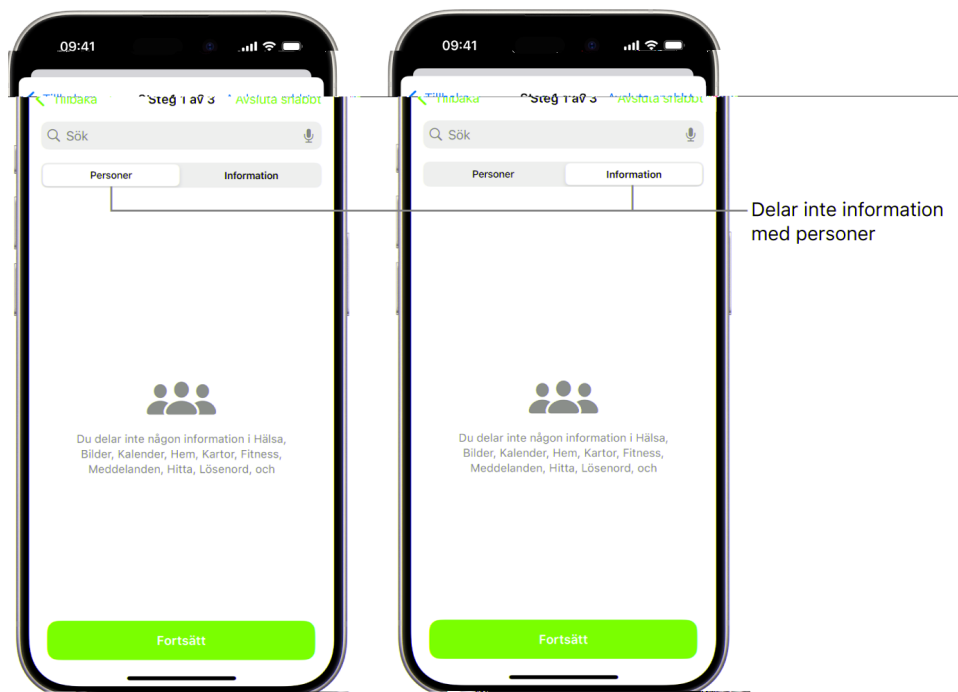 09:41
Tillbaka Steg 1 av 3 Avsluta snabbt
Sök
Personer Information
Du delar inte någon information i Hälsa,
Bilder, Kalender, Hem, Kartor, Fitness,
Meddelanden, Hitta, Lösenord, och
Fortsätt
09:41
Tillbaka Steg 1 av 3 Avsluta snabbt
Sök
Personer Information
Du delar inte någon information i Hälsa,
Bilder, Kalender, Hem, Kartor, Fitness,
Meddelanden, Hitta, Lösenord, och
Fortsätt
Delar inte information
med personer